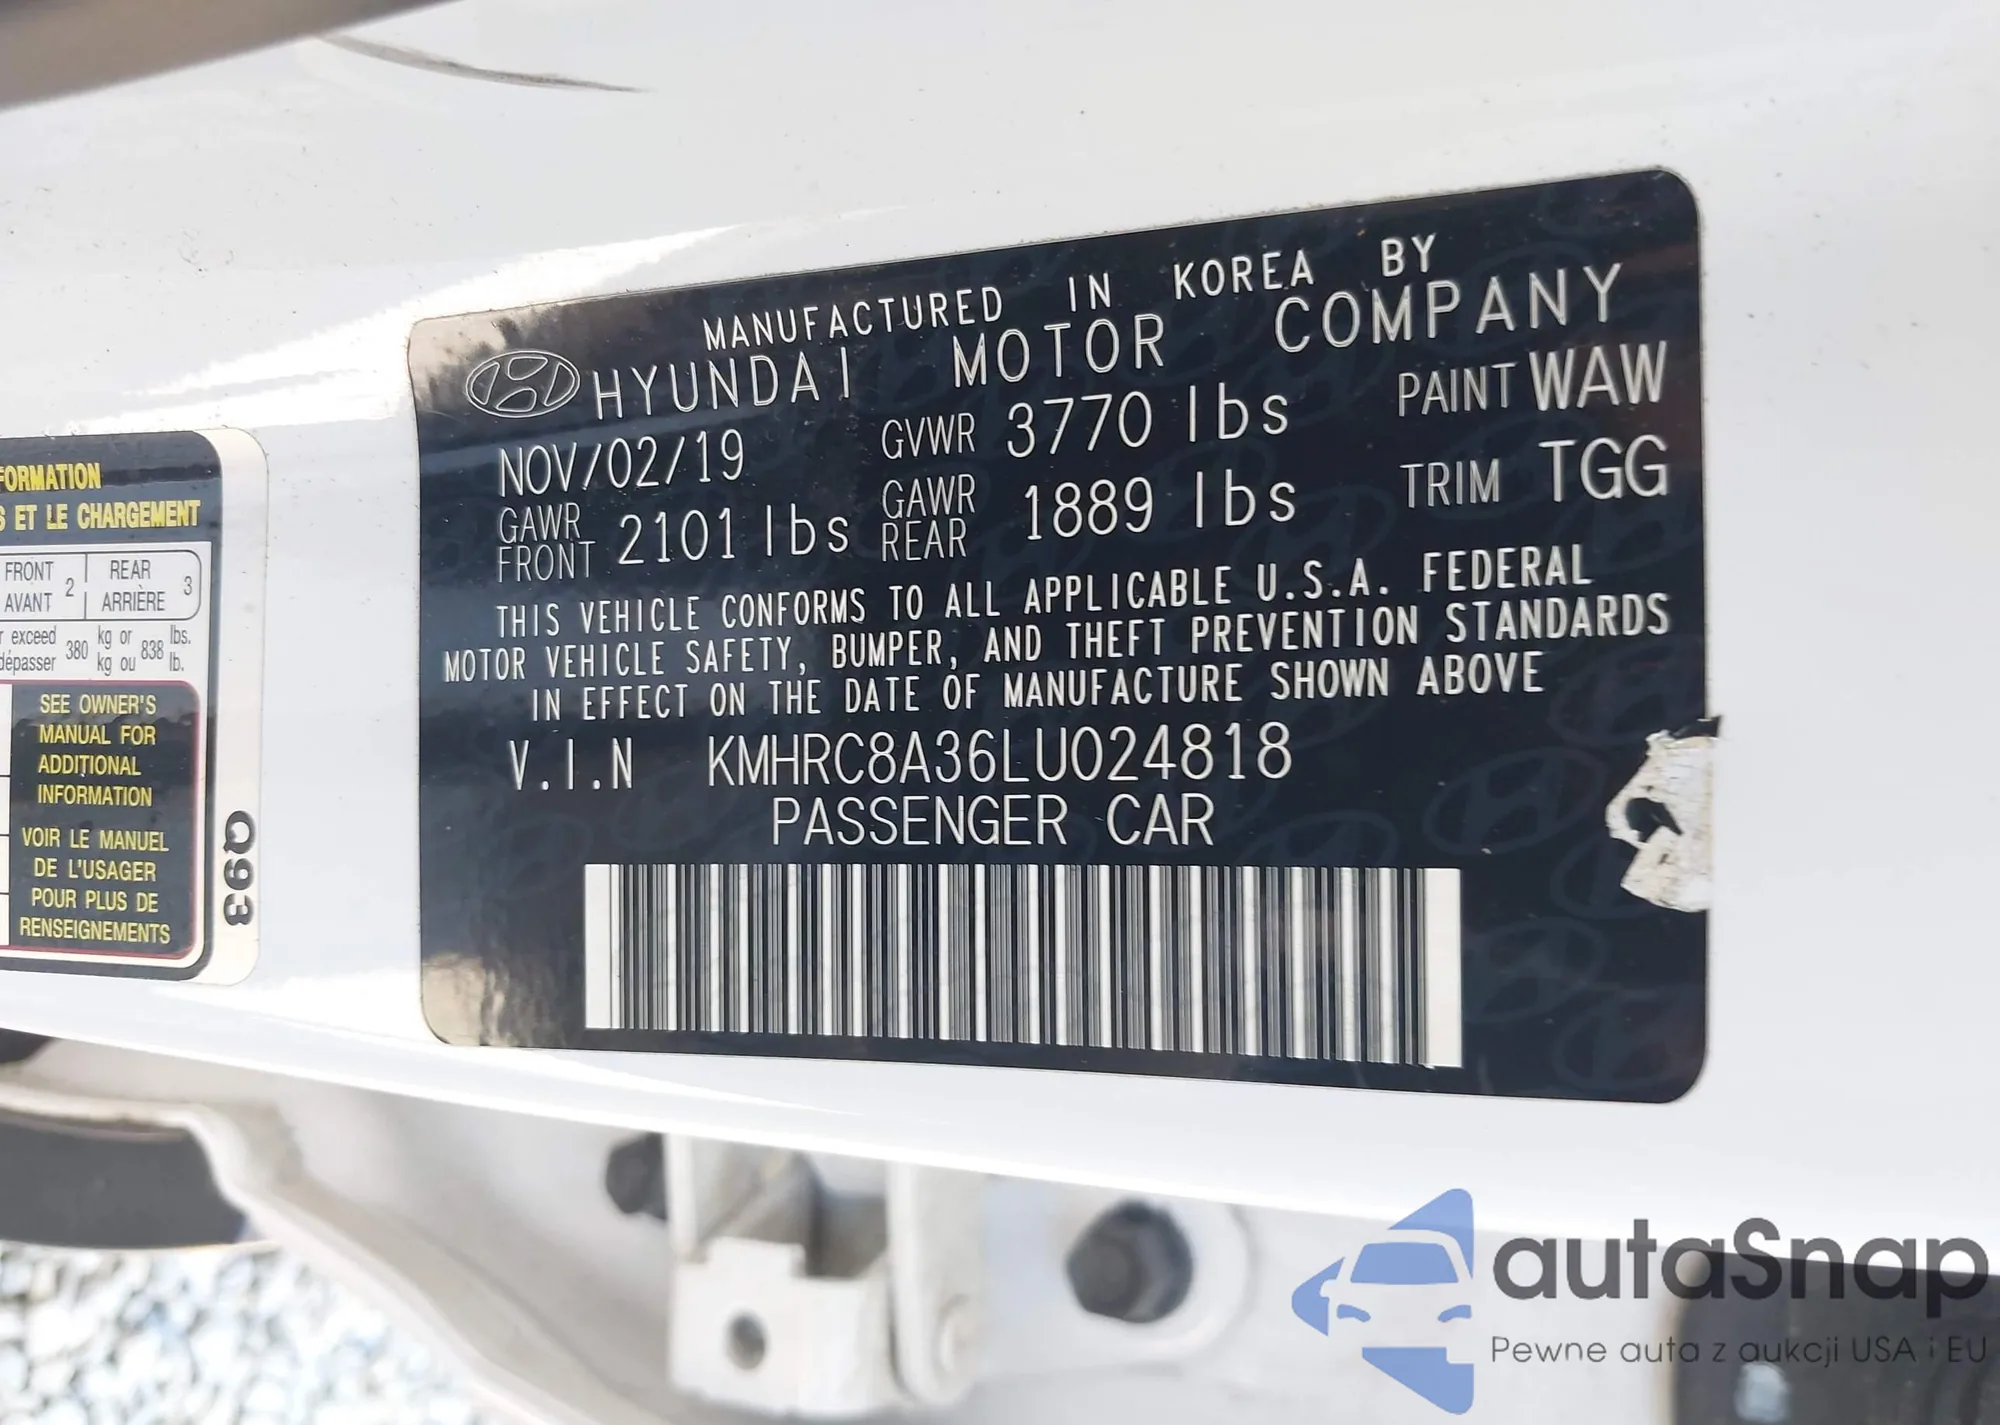 MANUFACTURED IN KOREA BY
HYUNDAI MOTOR COMPANY
NOV/02/19 GVWR 3770 lbs PAINT WAW
GAWR FRONT 2101 lbs GAWR REAR 1889 lbs TRIM TGG
THIS VEHICLE CONFORMS TO ALL APPLICABLE U.S.A. FEDERAL
MOTOR VEHICLE SAFETY, BUMPER, AND THEFT PREVENTION STANDARDS
IN EFFECT ON THE DATE OF MANUFACTURE SHOWN ABOVE
V.I.N KMHRC8A36LU024818
PASSENGER CAR
FORMATION
S ET LE CHARGEMENT
FRONT AVANT 2 REAR ARRIÈRE 3
r exceed 380 kg or 838 lbs.
dépasser kg ou lb.
SEE OWNER'S
MANUAL FOR
ADDITIONAL
INFORMATION
VOIR LE MANUEL
DE L'USAGER
POUR PLUS DE
RENSEIGNEMENTS
Q93
autaSnap
Pewne auta z aukcji USA i EU